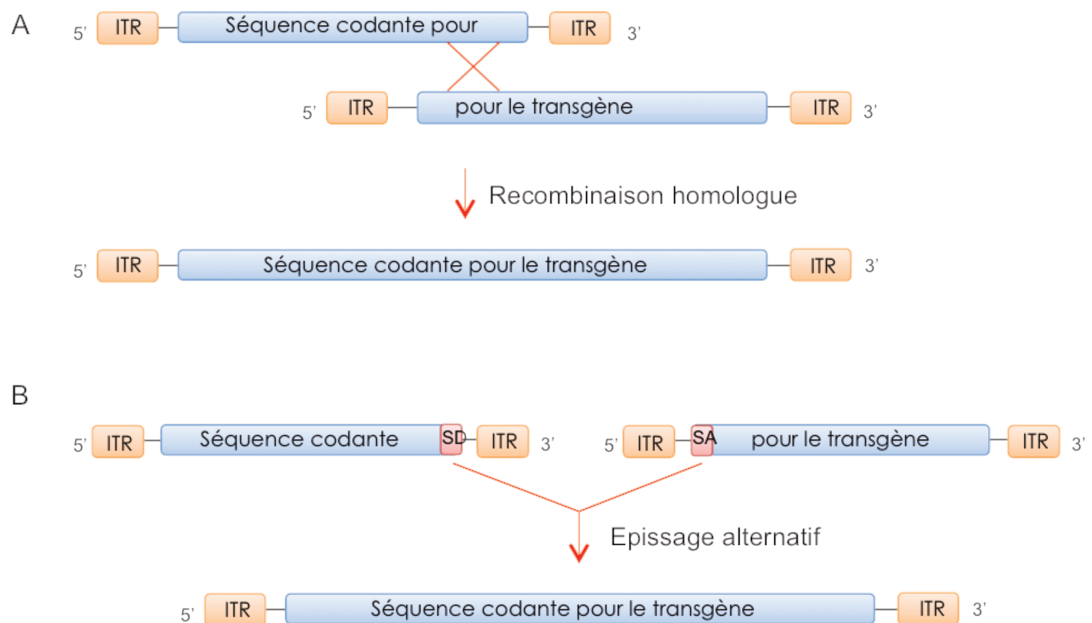 A
5' ITR Séquence codante pour ITR 3'
5' ITR pour le transgène ITR 3'
Recombinaison homologue
5' ITR Séquence codante pour le transgène ITR 3'
B
5' ITR Séquence codante SD ITR 3' 5' ITR SA pour le transgène ITR 3'
Epissage alternatif
5' ITR Séquence codante pour le transgène ITR 3'